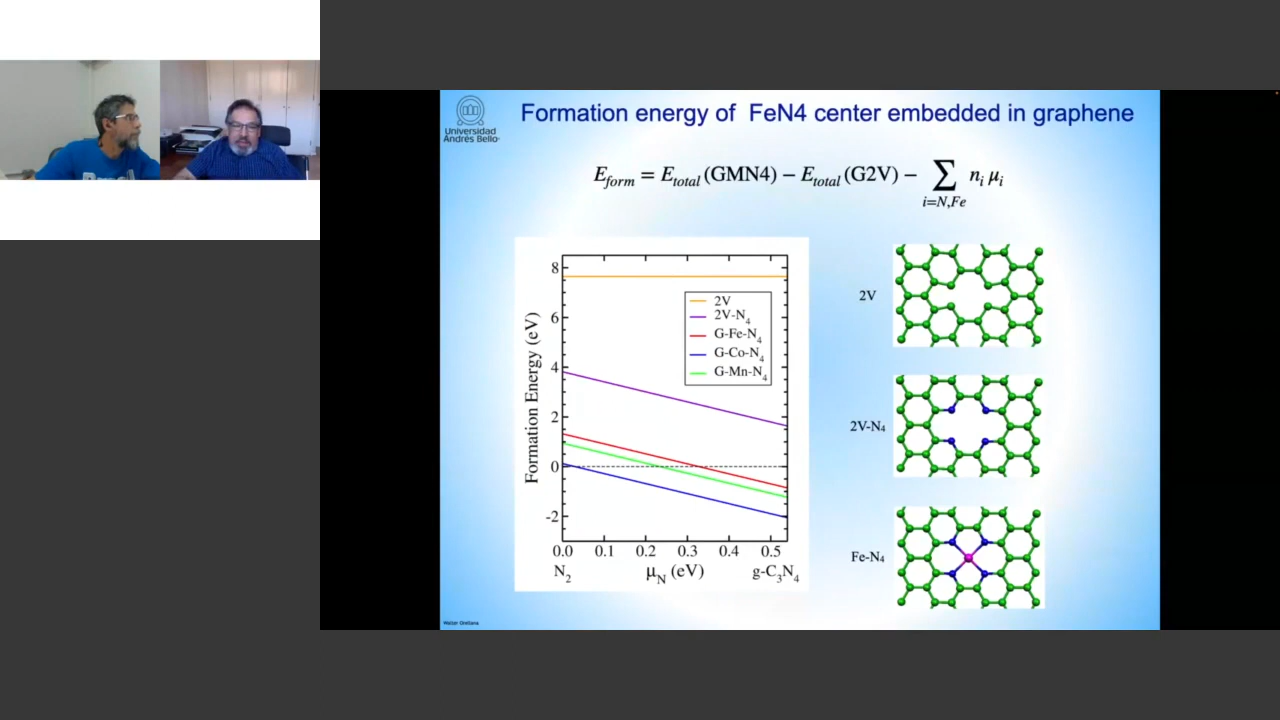 Universidad
Andrés Bello
Formation energy of FeN4 center embedded in graphene
E_form = E_total (GMN4) − E_total (G2V) − ∑ n_i μ_i
i=N,Fe
8
6
4
2
0
-2
Formation Energy (eV)
2V
2V-N4
G-Fe-N4
G-Co-N4
G-Mn-N4
0.0 0.1 0.2 0.3 0.4 0.5
N2 μN (eV) g-C3N4
2V
2V-N4
Fe-N4
Walter Orellana